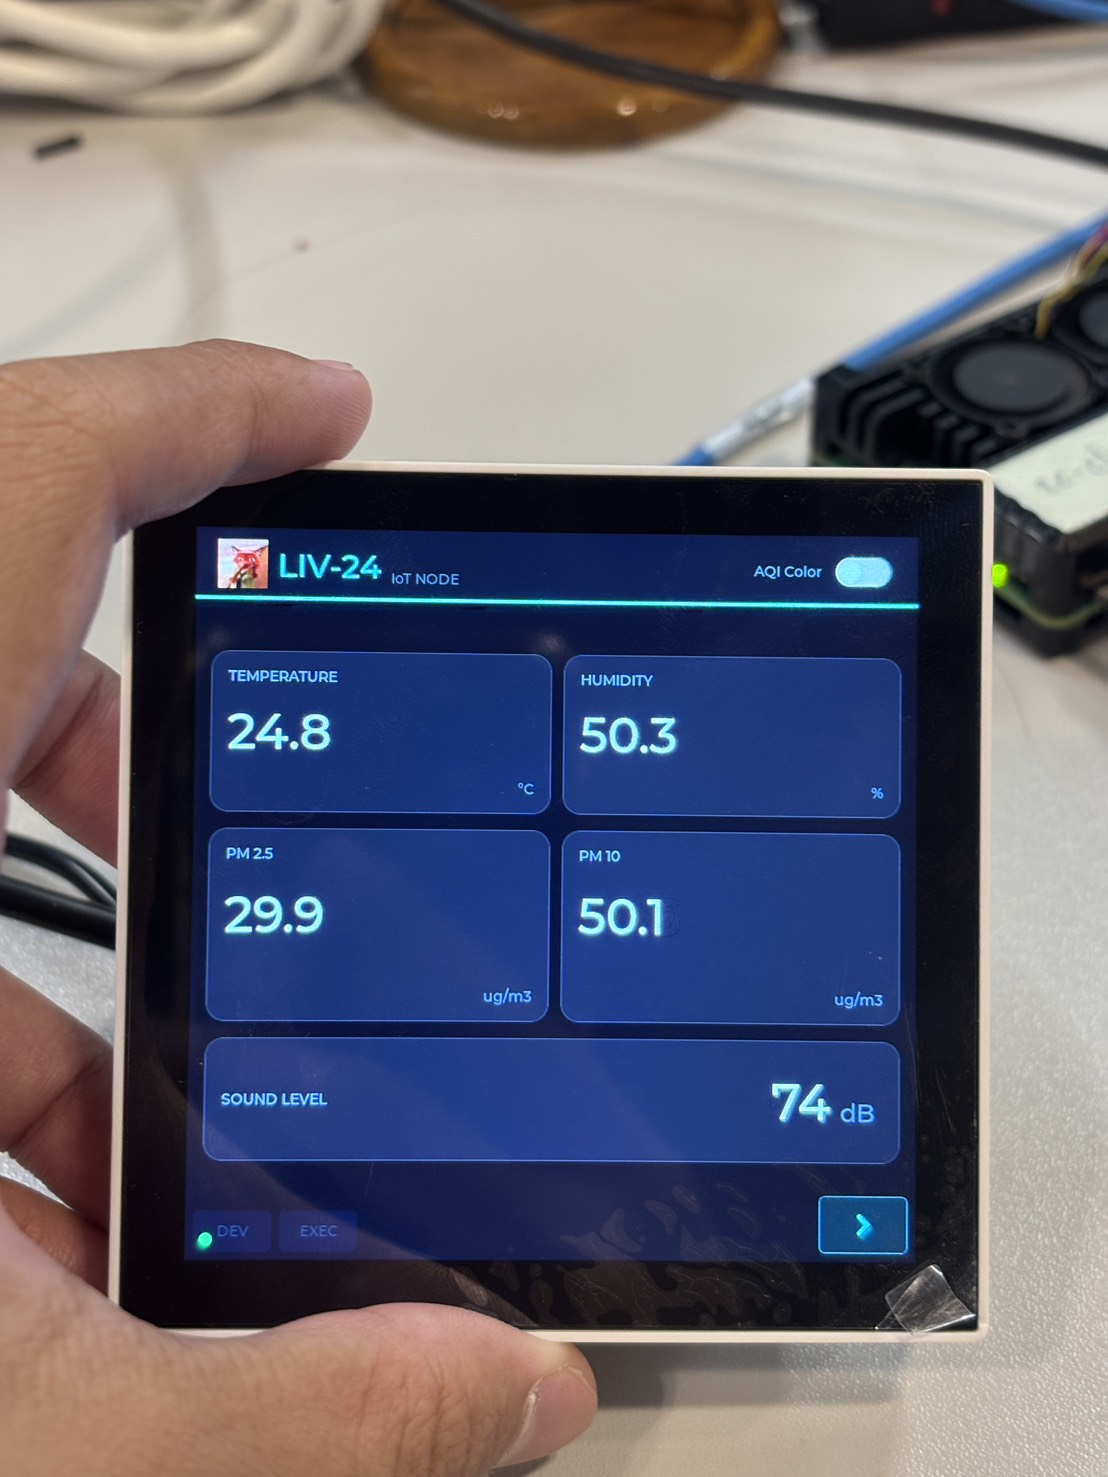 LIV-24 IoT NODE AQI Color
TEMPERATURE
24.8
°C
HUMIDITY
50.3
%
PM 2.5
29.9
ug/m3
PM 10
50.1
ug/m3
SOUND LEVEL
74 dB
DEV
EXEC